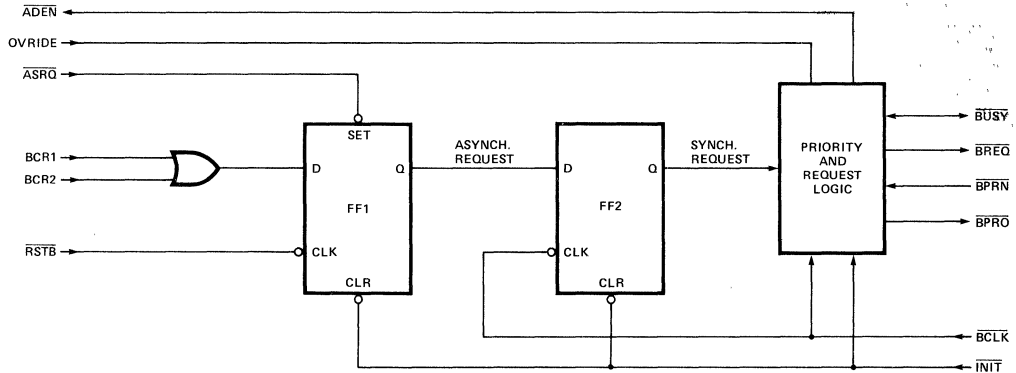 ADEN
OVRIDE
ASRQ
BCR1
BCR2
RSTB
SET
D
Q
FF1
CLK
CLR
ASYNCH.
REQUEST
D
Q
FF2
CLK
CLR
SYNCH.
REQUEST
PRIORITY
AND
REQUEST
LOGIC
BUSY
BREQ
BPRN
BPRO
BCLK
INIT